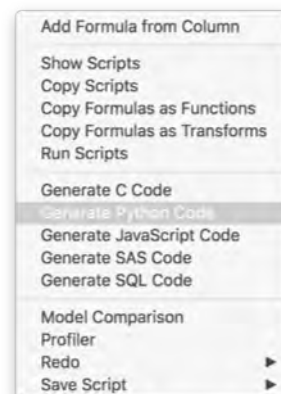 Add Formula from Column
Show Scripts
Copy Scripts
Copy Formulas as Functions
Copy Formulas as Transforms
Run Scripts
Generate C Code
Generate Python Code
Generate JavaScript Code
Generate SAS Code
Generate SQL Code
Model Comparison
Profiler
Redo
Save Script